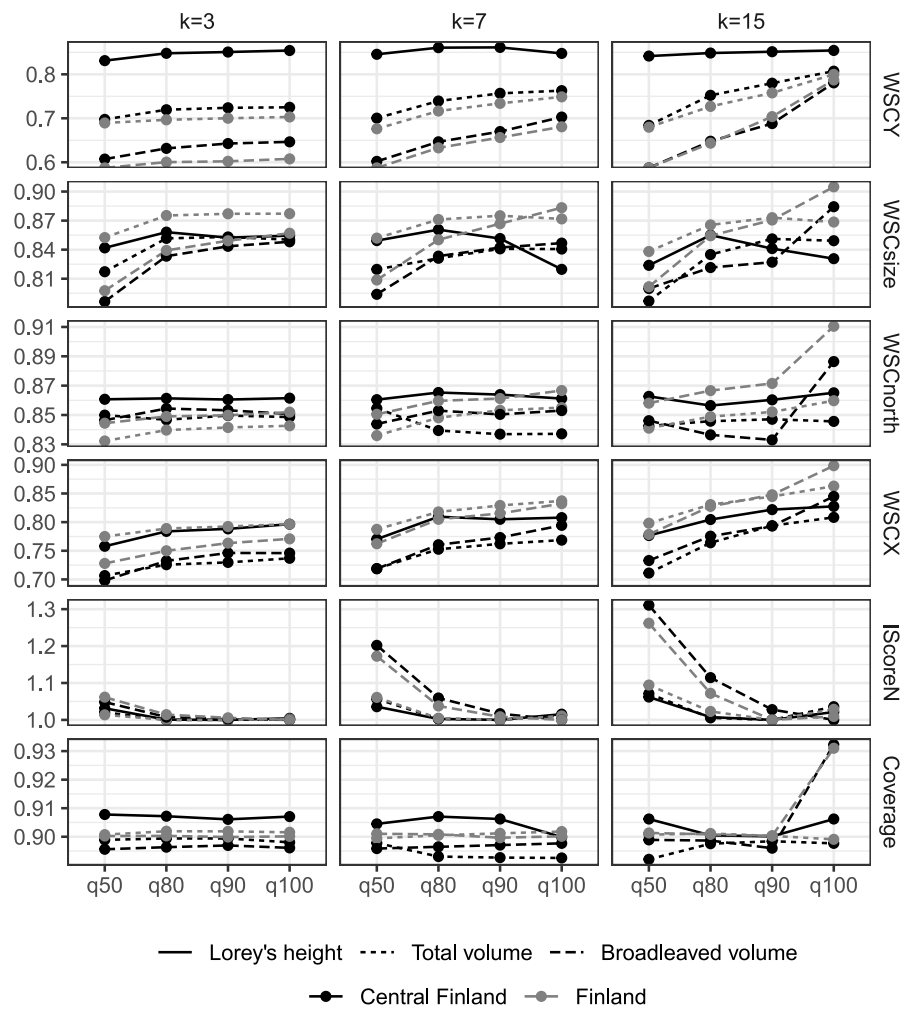 k=3 k=7 k=15
0.8
0.7
0.6
WSCY
0.90
0.87
0.84
0.81
WSCsize
0.91
0.87
0.85
0.83
WSCnorth
0.90
0.85
0.80
0.75
0.70
WSCX
1.3
1.2
1.1
1.0
IScoreN
0.93
0.92
0.91
0.90
Coverage
q50 q80 q90 q100 q50 q80 q90 q100 q50 q80 q90 q100
Lorey's height Total volume Broadleaved volume
Central Finland Finland